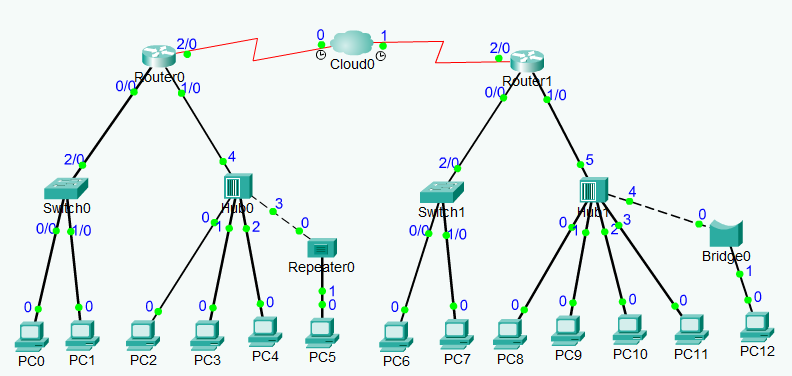 0 1
2/0 Cloud0 2/0
Router0 Router1
0/0 1/0 0/0 1/0
2/0 4 2/0 5
Switch0 Hub0 Switch1 Hub1
3 4
0/0 1/0 0 1 2 0 0/0 1/0 0 1 2 3 0
Repeater0 Bridge0
1 1
0 0 0 0 0 0 0 0 0 0 0 0 0
PC0 PC1 PC2 PC3 PC4 PC5 PC6 PC7 PC8 PC9 PC10 PC11 PC12